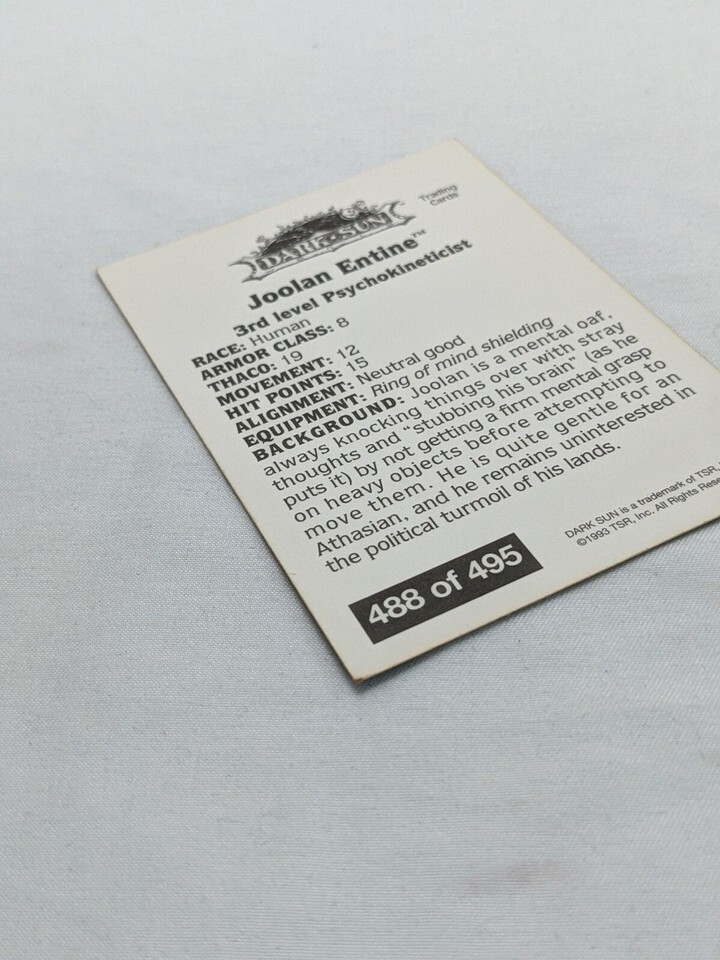 Trading
Cards
DARK•SUN
Joolan Entine™
3rd level Psychokineticist
RACE: Human
ARMOR CLASS: 8
THACO: 19
MOVEMENT: 12
HIT POINTS: 15
ALIGNMENT: Neutral good
EQUIPMENT: Ring of mind shielding
BACKGROUND: Joolan is a mental oaf,
always knocking things over with stray
thoughts and "stubbing his brain" (as he
puts it) by not getting a firm mental grasp
on heavy objects before attempting to
move them. He is quite gentle for an
Athasian, and he remains uninterested in
the political turmoil of his lands.
488 of 495
DARK SUN is a trademark of TSR,
©1993 TSR, Inc. All Rights Rese